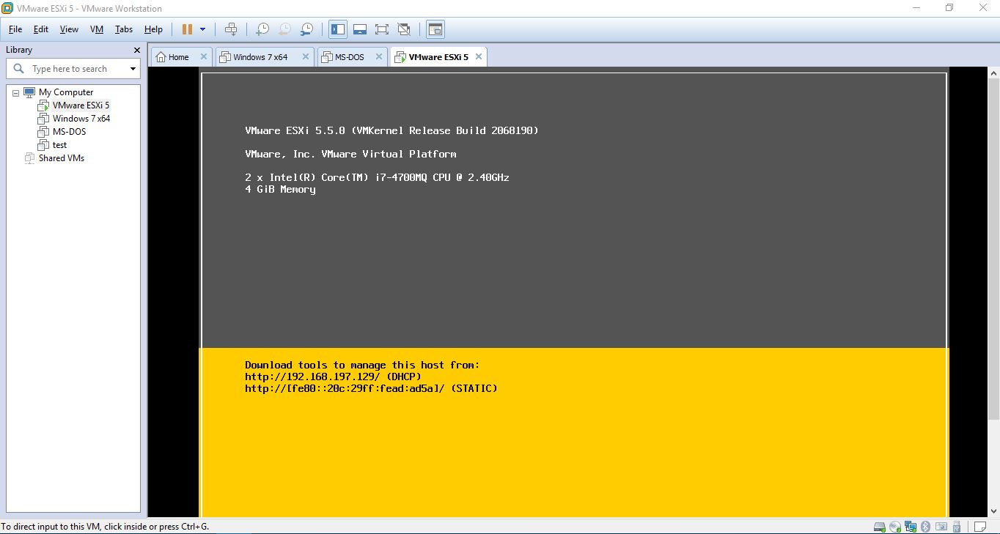 VMware ESXi 5 - VMware Workstation
File Edit View VM Tabs Help
Library
Type here to search
My Computer
VMware ESXi 5
Windows 7 x64
MS-DOS
test
Shared VMs
Home Windows 7 x64 MS-DOS VMware ESXi 5
VMware ESXi 5.5.0 (VMKernel Release Build 2068190)
VMware, Inc. VMware Virtual Platform
2 x Intel(R) Core(TM) i7-4700MQ CPU @ 2.40GHz
4 GiB Memory
Download tools to manage this host from:
http://192.168.197.129/ (DHCP)
http://[fe80::20c:29ff:fead:ad5a]/ (STATIC)
To direct input to this VM, click inside or press Ctrl+G.